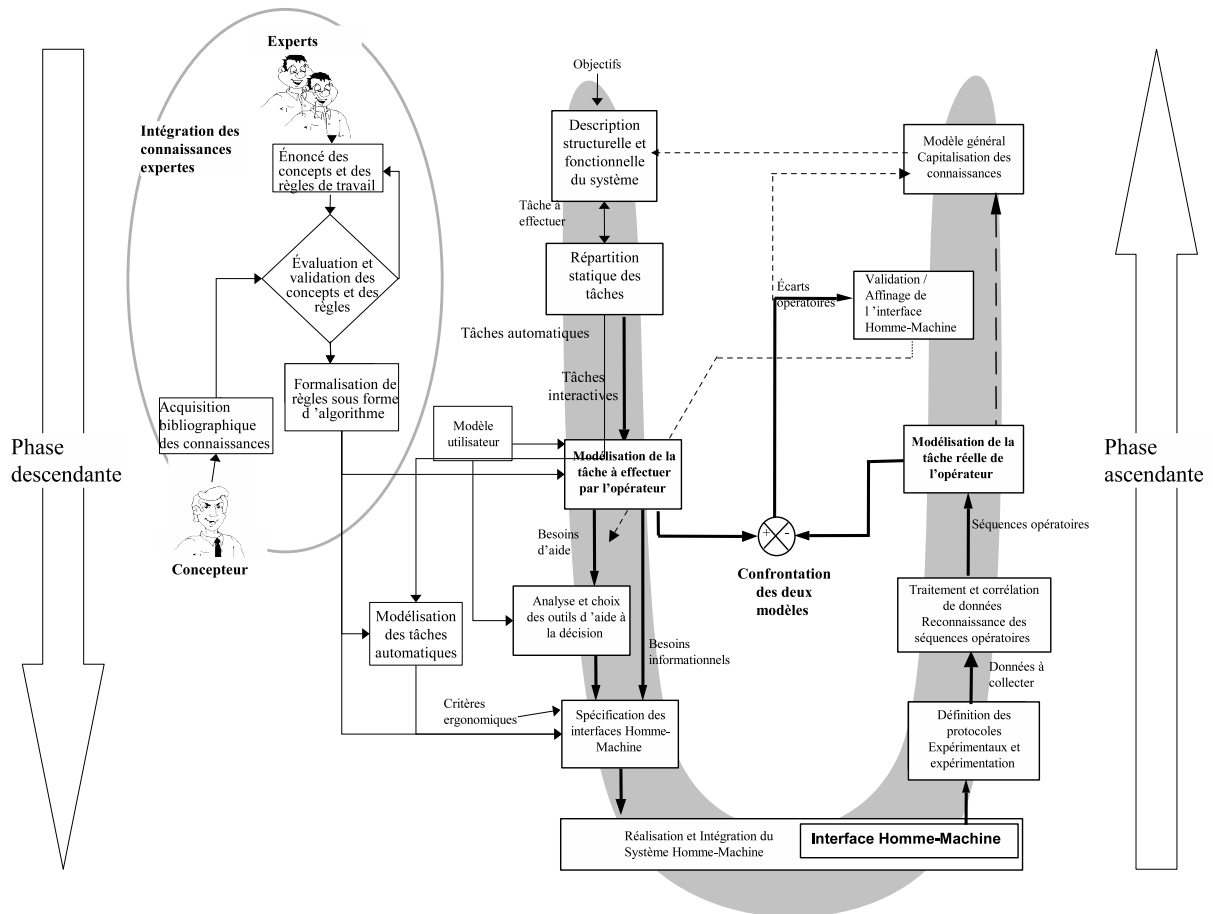 Experts
Intégration des
connaissances
expertes
Énoncé des
concepts et des
règles de travail
Évaluation et
validation des
concepts et des
règles
Formalisation de
règles sous forme
d ’algorithme
Acquisition
bibliographique
des connaissances
Concepteur
Phase
descendante
Objectifs
Description
structurelle et
fonctionnelle
du système
Tâche à
effectuer
Répartition
statique des
tâches
Tâches automatiques
Tâches
interactives
Modèle
utilisateur
Modélisation de la
tâche à effectuer
par l’opérateur
Besoins
d’aide
Modélisation
des tâches
automatiques
Analyse et choix
des outils d ’aide à
la décision
Besoins
informationnels
Critères
ergonomiques
Spécification des
interfaces Homme-
Machine
Réalisation et Intégration du
Système Homme-Machine
Interface Homme-Machine
Modèle général
Capitalisation des
connaissances
Écarts
opératoires
Validation /
Affinage de
l ’interface
Homme-Machine
Modélisation de la
tâche réelle de
l’opérateur
+
-
Confrontation
des deux
modèles
Séquences opératoires
Traitement et corrélation
de données
Reconnaissance des
séquences opératoires
Données à
collecter
Définition des
protocoles
Expérimentaux et
expérimentation
Phase
ascendante